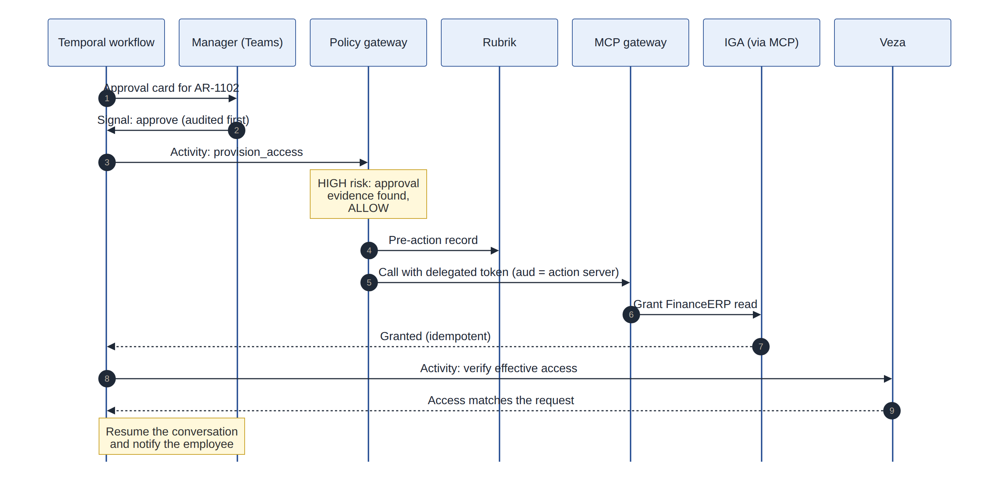 Temporal workflow
Manager (Teams)
Policy gateway
Rubrik
MCP gateway
IGA (via MCP)
Veza
Approval card for AR-1102
1
Signal: approve (audited first)
2
Activity: provision_access
3
HIGH risk: approval
evidence found,
ALLOW
Pre-action record
4
Call with delegated token (aud = action server)
5
Grant FinanceERP read
6
Granted (idempotent)
7
Activity: verify effective access
8
Access matches the request
9
Resume the conversation
and notify the employee